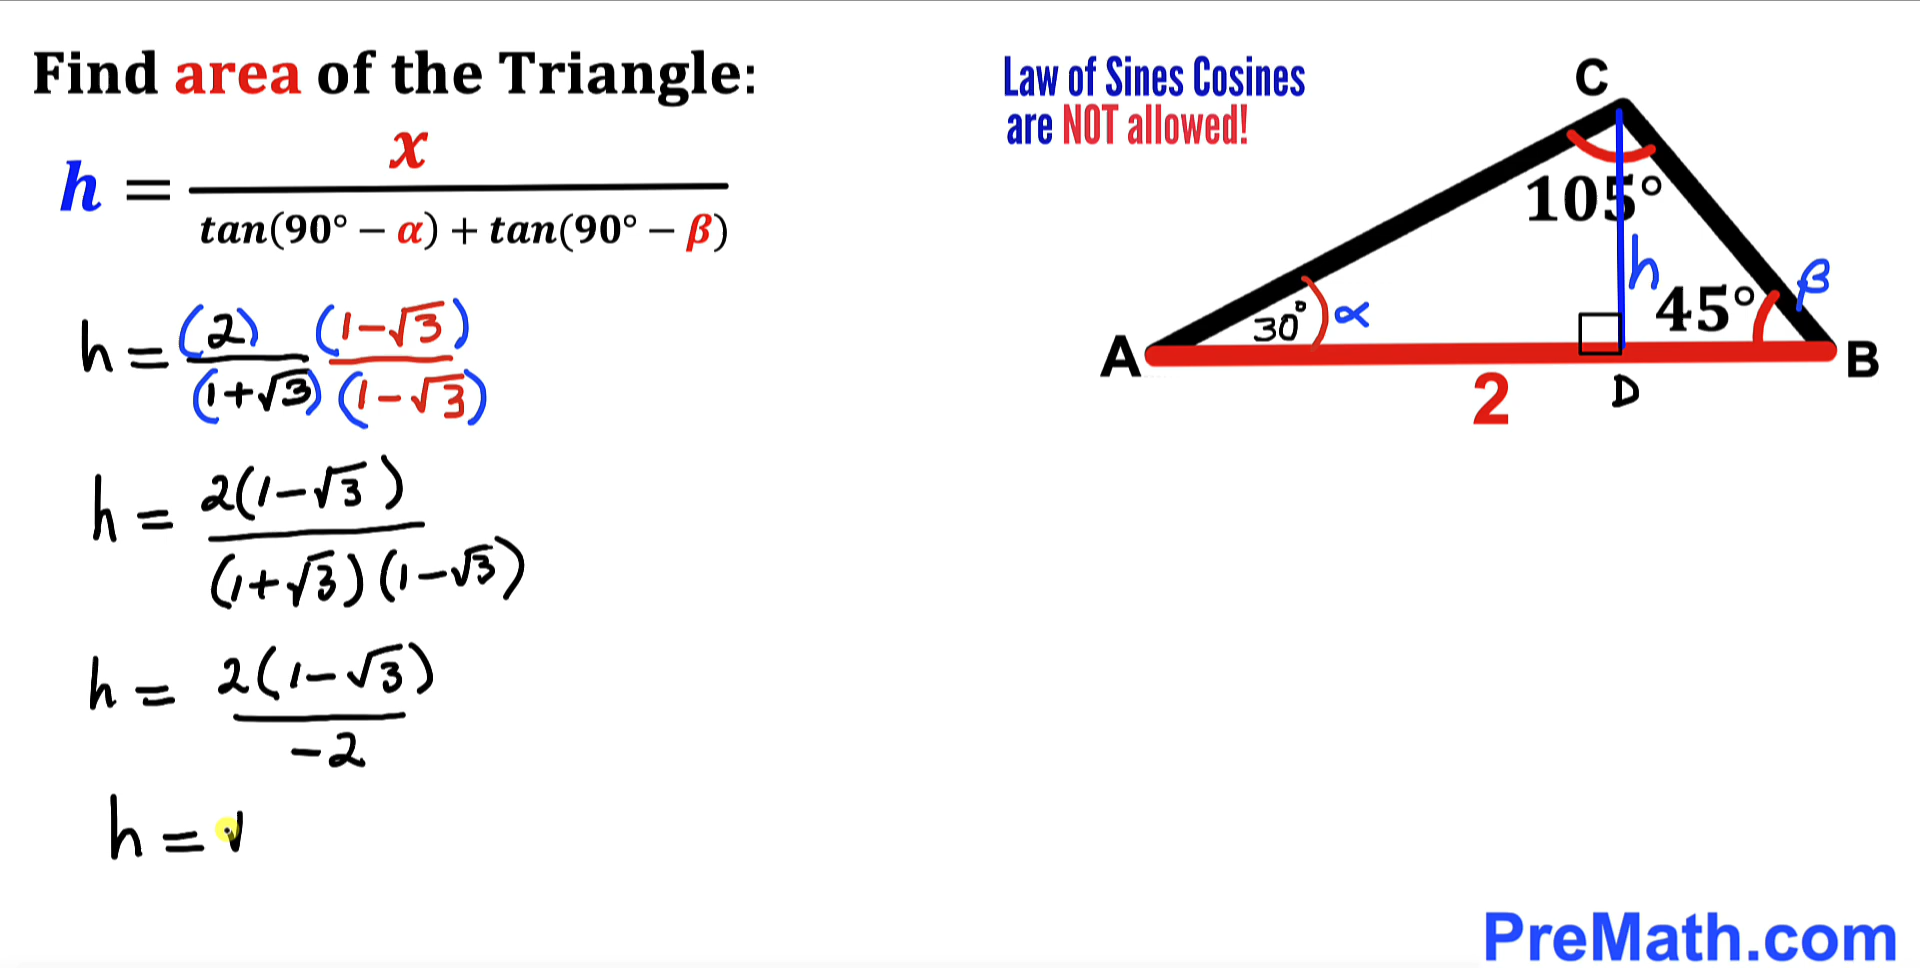 Find area of the Triangle:
h = x / tan(90° − α) + tan(90° − β)
h = (2) (1-√3) / (1+√3) (1-√3)
h = 2(1-√3) / (1+√3)(1-√3)
h = 2(1-√3) / -2
h = √
Law of Sines Cosines
are NOT allowed!
C
105°
h
β
45°
30° α
A
B
2
D
PreMath.com